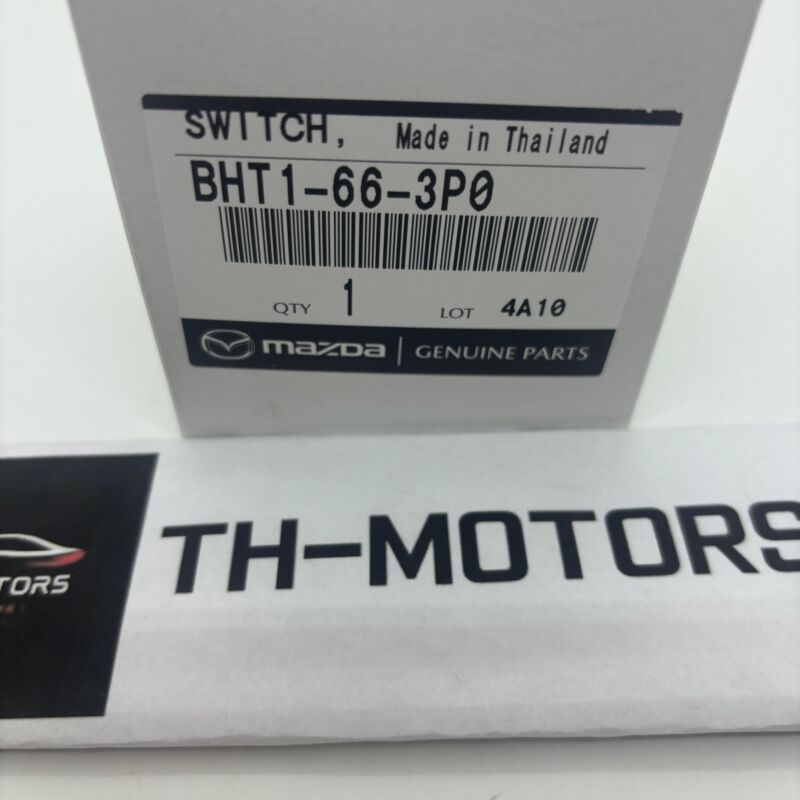 SWITCH, Made in Thailand
BHT1-66-3P0
QTY 1 LOT 4A10
mazda | GENUINE PARTS
TH-MOTORS
TORS